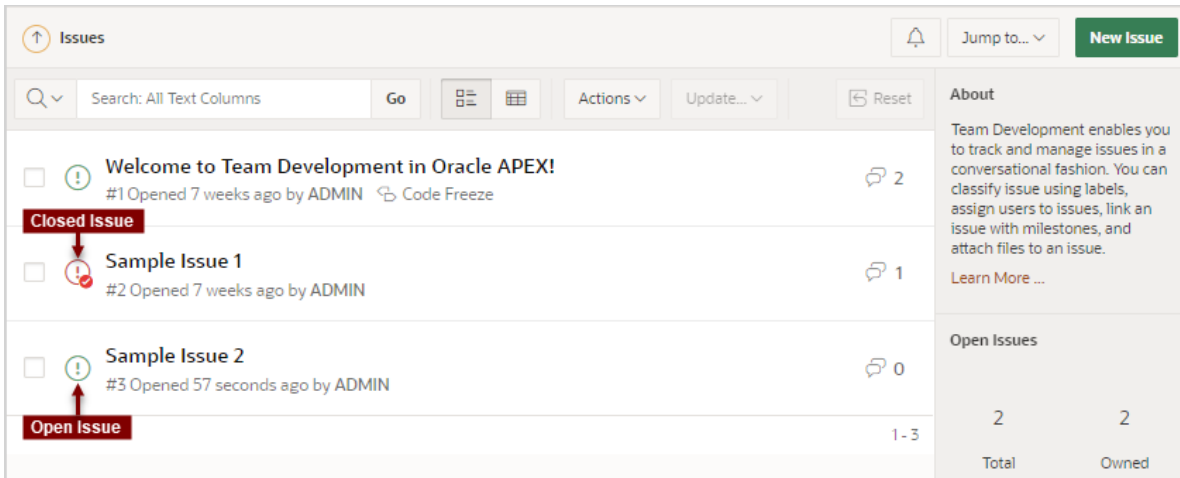 Issues
Jump to...
New Issue
Search: All Text Columns
Go
Actions
Update...
Reset
Welcome to Team Development in Oracle APEX!
#1 Opened 7 weeks ago by ADMIN Code Freeze
2
Closed Issue
Sample Issue 1
#2 Opened 7 weeks ago by ADMIN
1
Sample Issue 2
#3 Opened 57 seconds ago by ADMIN
0
Open Issue
1 - 3
About
Team Development enables you
to track and manage issues in a
conversational fashion. You can
classify issue using labels,
assign users to issues, link an
issue with milestones, and
attach files to an issue.
Learn More ...
Open Issues
2 2
Total Owned